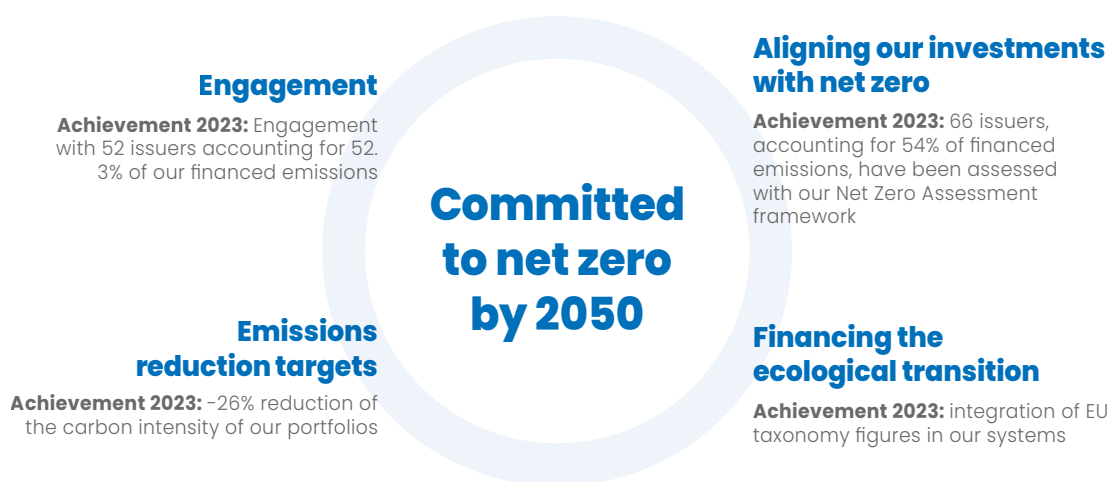 Engagement
Achievement 2023: Engagement
with 52 issuers accounting for 52.
3% of our financed emissions
Aligning our investments
with net zero
Achievement 2023: 66 issuers,
accounting for 54% of financed
emissions, have been assessed
with our Net Zero Assessment
framework
Committed
to net zero
by 2050
Emissions
reduction targets
Achievement 2023: -26% reduction of
the carbon intensity of our portfolios
Financing the
ecological transition
Achievement 2023: integration of EU
taxonomy figures in our systems